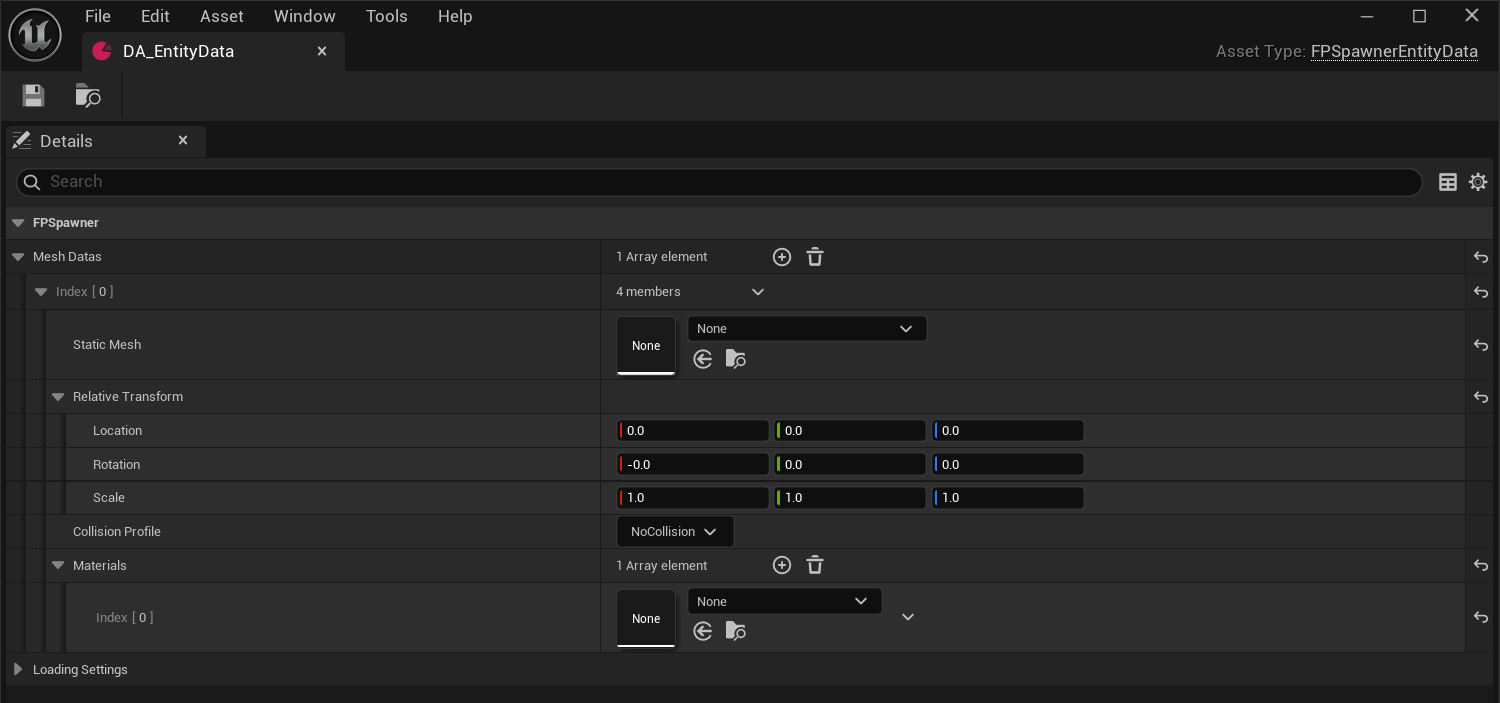 File Edit Asset Window Tools Help
DA_EntityData
Asset Type: FPSpawnerEntityData
Details
Search
FPSpawner
Mesh Datas 1 Array element
Index [ 0 ] 4 members
Static Mesh None None
Relative Transform
Location 0.0 0.0 0.0
Rotation -0.0 0.0 0.0
Scale 1.0 1.0 1.0
Collision Profile NoCollision
Materials 1 Array element
Index [ 0 ] None None
Loading Settings